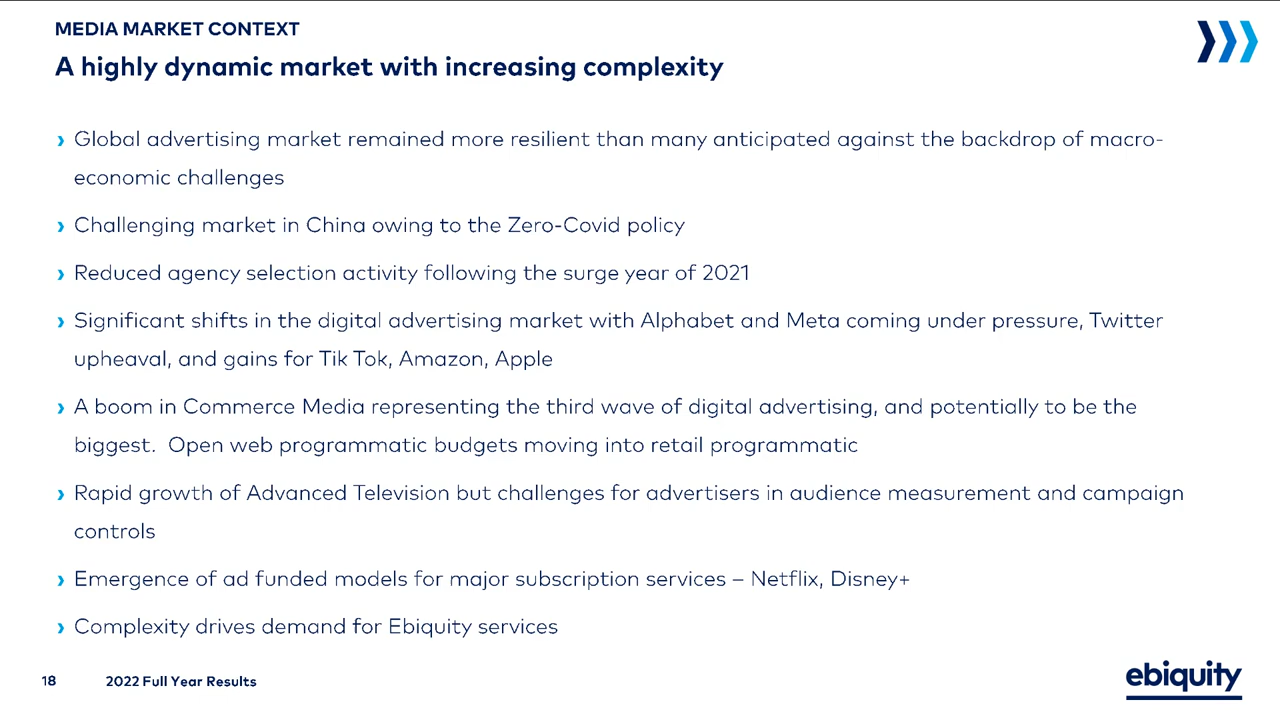 MEDIA MARKET CONTEXT
A highly dynamic market with increasing complexity
› Global advertising market remained more resilient than many anticipated against the backdrop of macro-
economic challenges
› Challenging market in China owing to the Zero-Covid policy
› Reduced agency selection activity following the surge year of 2021
› Significant shifts in the digital advertising market with Alphabet and Meta coming under pressure, Twitter
upheaval, and gains for Tik Tok, Amazon, Apple
› A boom in Commerce Media representing the third wave of digital advertising, and potentially to be the
biggest.  Open web programmatic budgets moving into retail programmatic
› Rapid growth of Advanced Television but challenges for advertisers in audience measurement and campaign
controls
› Emergence of ad funded models for major subscription services – Netflix, Disney+
› Complexity drives demand for Ebiquity services
18 2022 Full Year Results
ebiquity